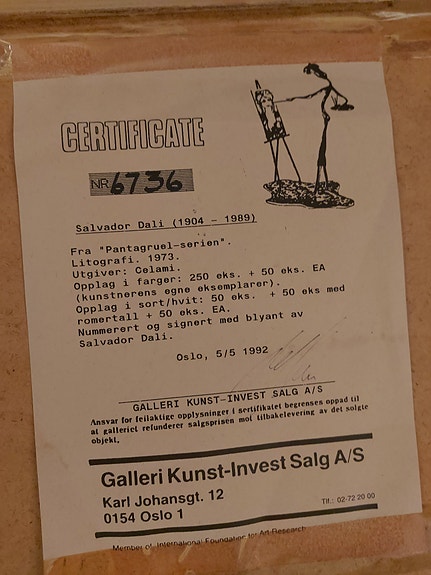 CERTIFICATE
NR 6736
Salvador Dali (1904 - 1989)
Fra "Pantagruel-serien".
Litografi. 1973.
Utgiver: Celami.
Opplag i farger: 250 eks. + 50 eks. EA
(kunstnerens egne eksemplarer).
Opplag i sort/hvit: 50 eks. + 50 eks med
romertall + 50 eks. EA.
Nummerert og signert med blyant av
Salvador Dali.
Oslo, 5/5 1992
GALLERI KUNST-INVEST SALG A/S
Ansvar for feilaktige opplysninger i sertifikatet begrenses oppad til
at galleriet refunderer salgsprisen mot tilbakelevering av det solgte
objekt.
Galleri Kunst-Invest Salg A/S
Karl Johansgt. 12
0154 Oslo 1
Tlf.: 02-72 20 00
Member of International Foundation for Art-Research